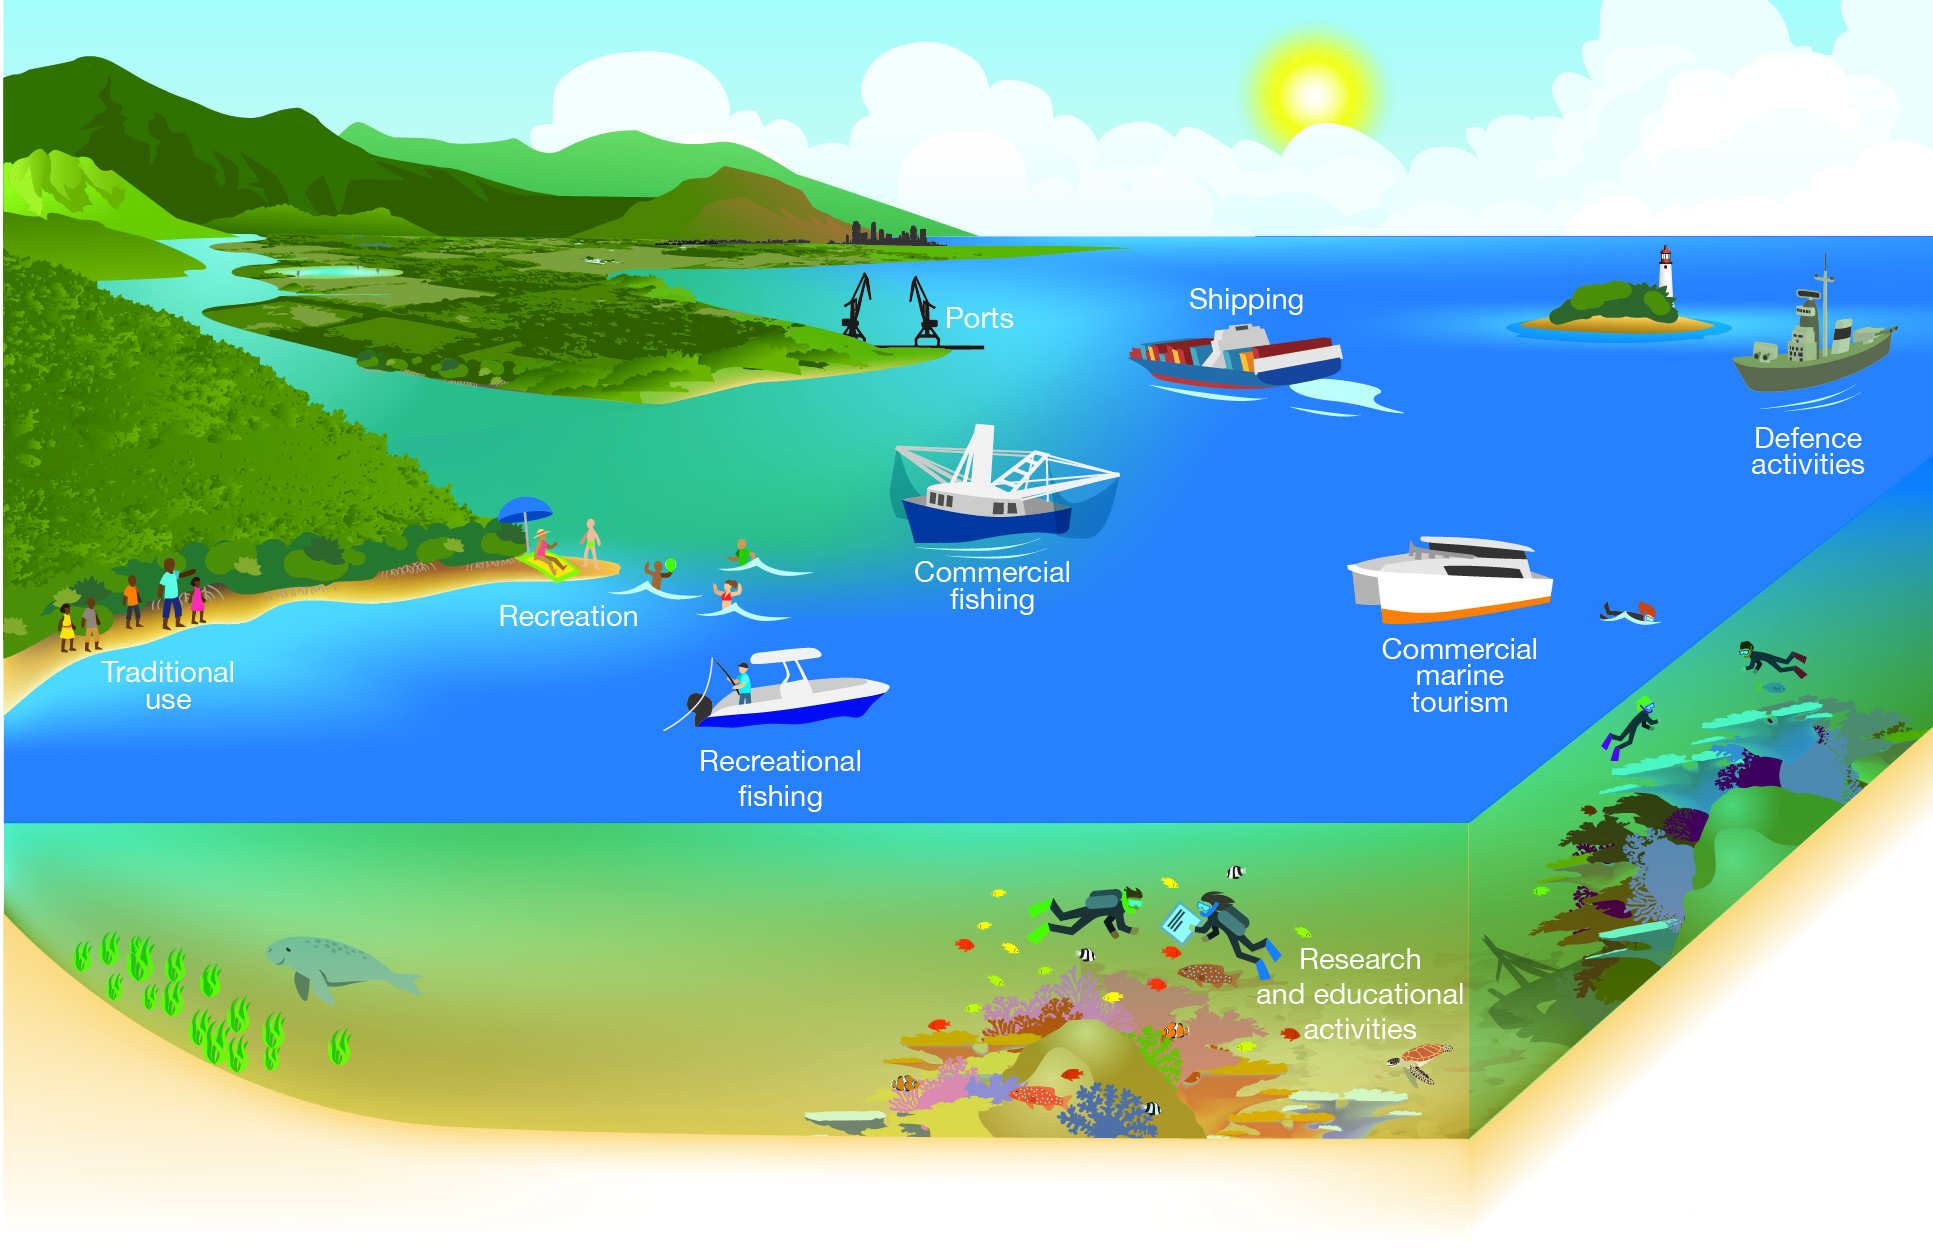 Shipping
Ports
Defence
activities
Commercial
fishing
Recreation
Commercial
marine
tourism
Traditional
use
Recreational
fishing
Research
and educational
activities